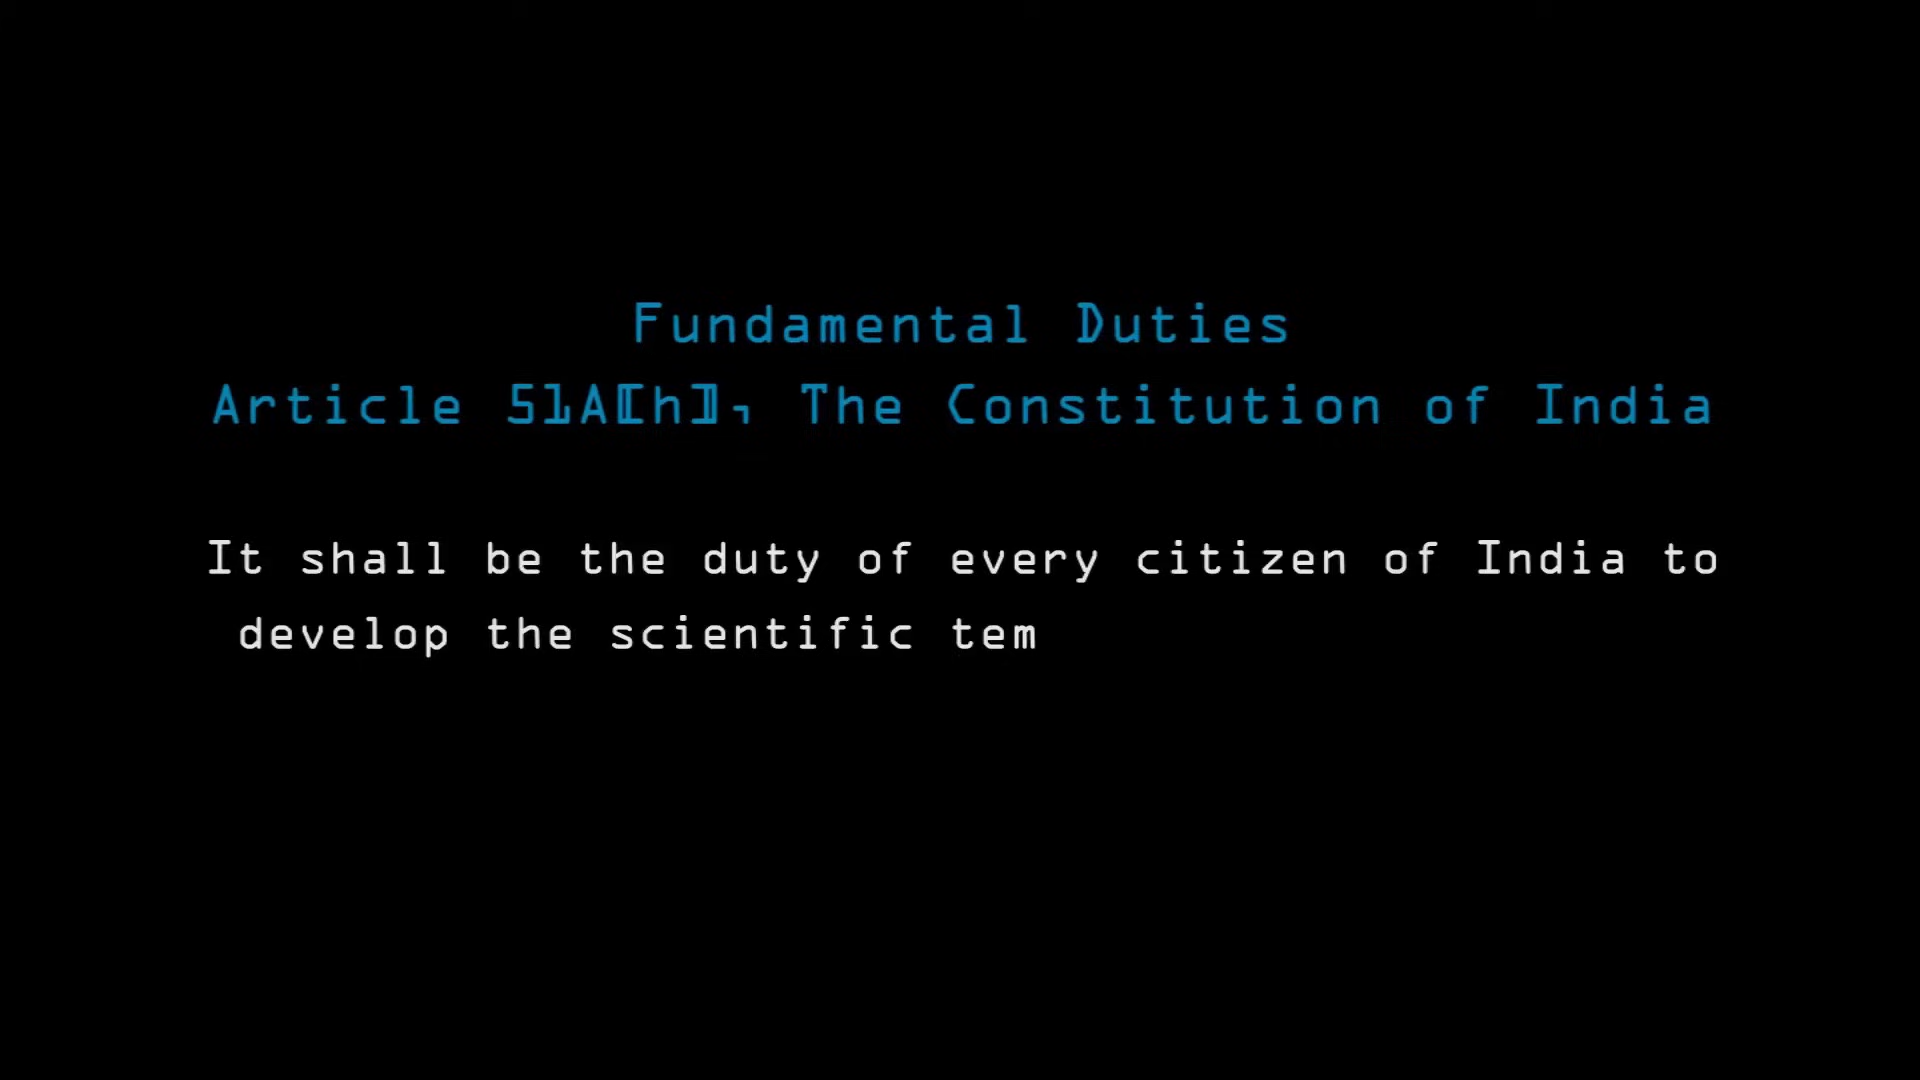 Fundamental Duties
Article 51A[h], The Constitution of India
It shall be the duty of every citizen of India to
develop the scientific tem